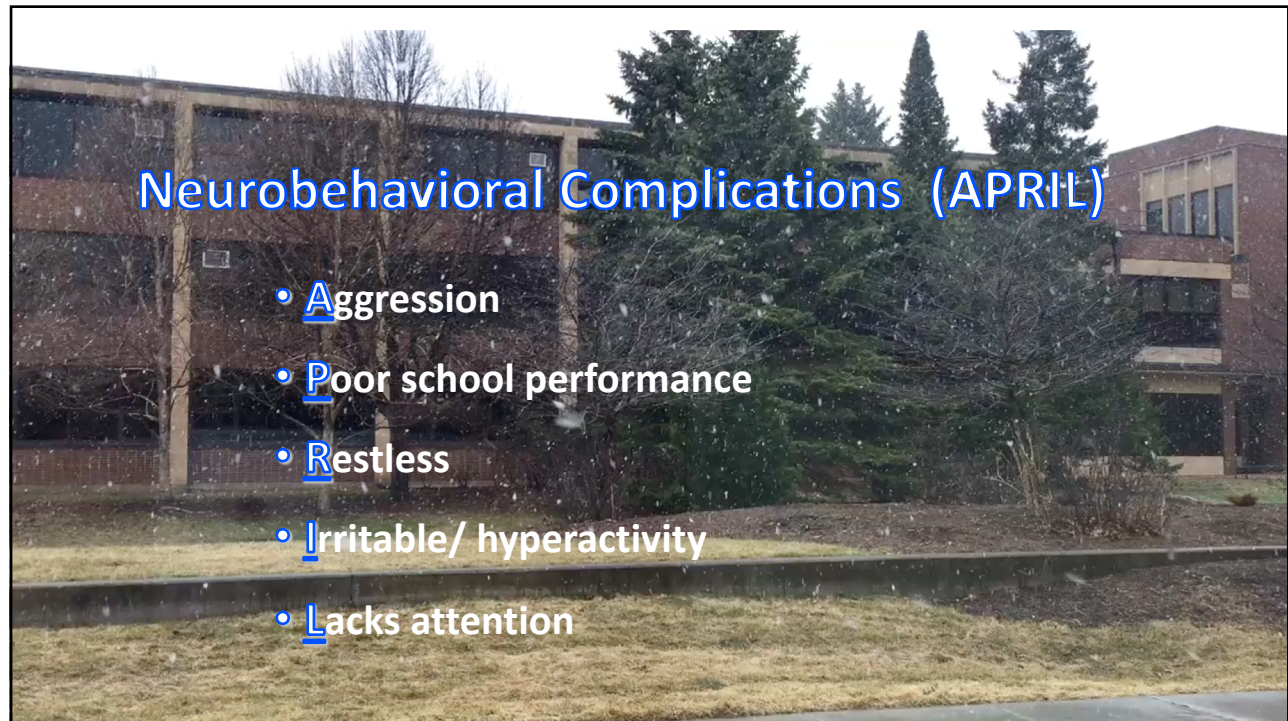 Neurobehavioral Complications (APRIL)
• Aggression
• Poor school performance
• Restless
• Irritable/ hyperactivity
• Lacks attention